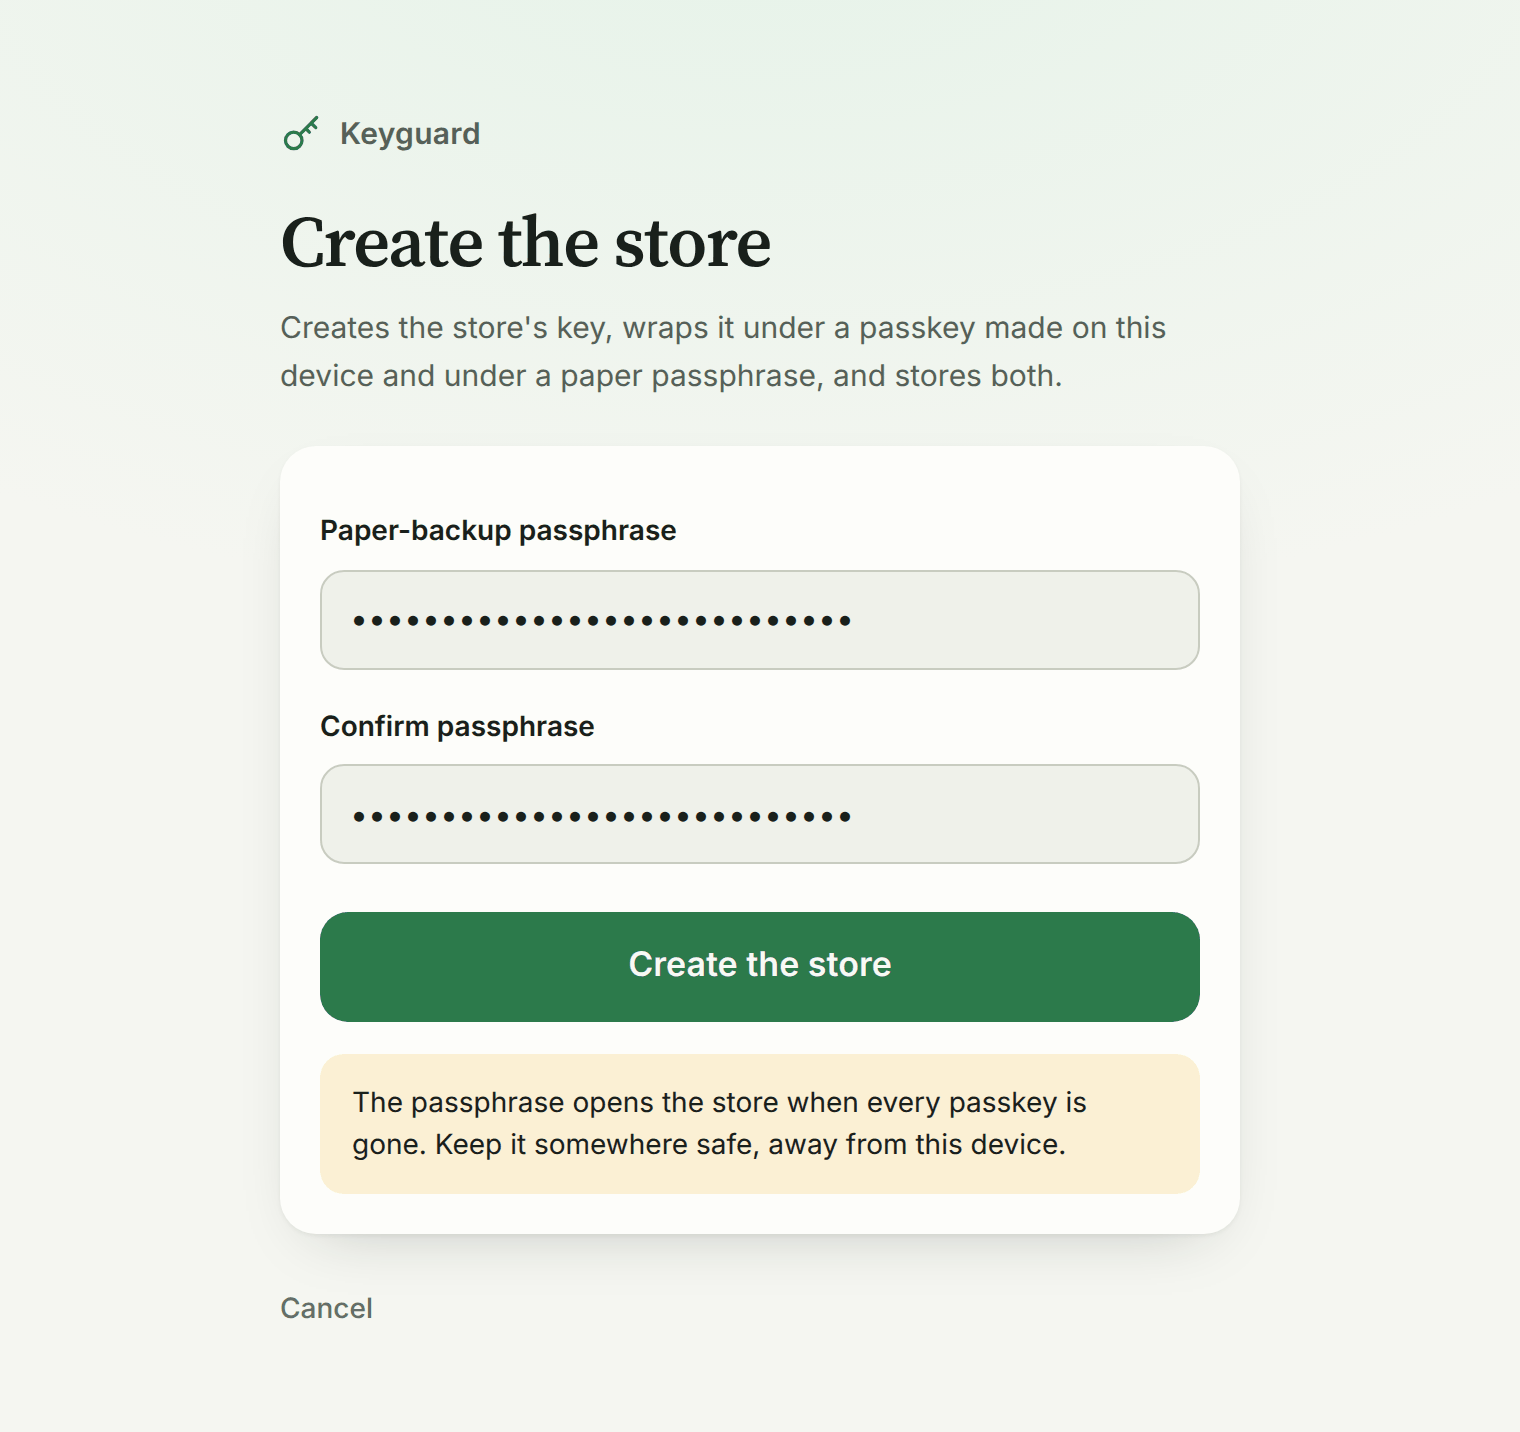 Keyguard
Create the store
Creates the store's key, wraps it under a passkey made on this
device and under a paper passphrase, and stores both.
Paper-backup passphrase
••••••••••••••••••••••••••••
Confirm passphrase
••••••••••••••••••••••••••••
Create the store
The passphrase opens the store when every passkey is
gone. Keep it somewhere safe, away from this device.
Cancel